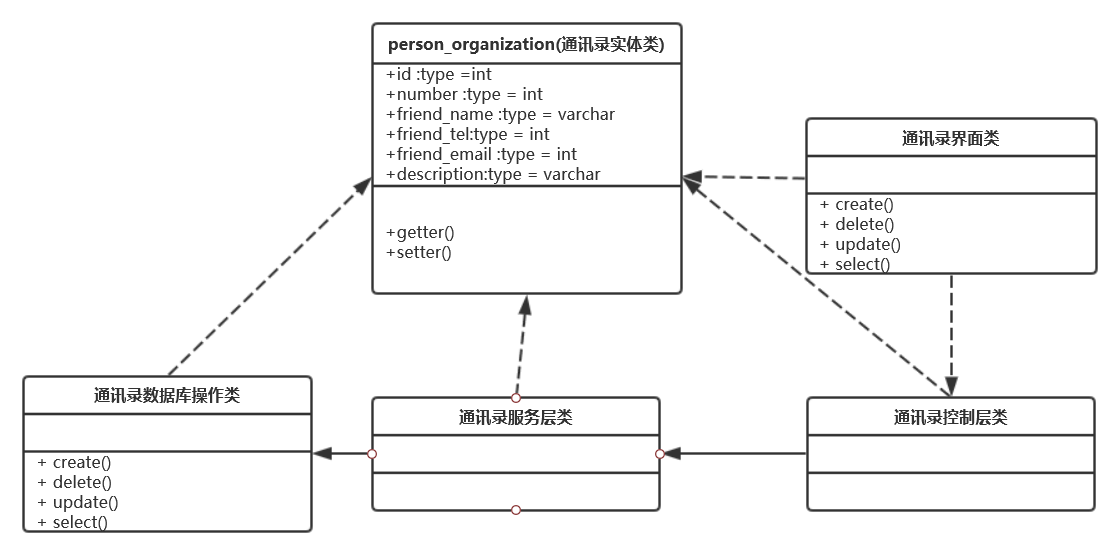 person_organization(通讯录实体类)
+id :type =int
+number :type = int
+friend_name :type = varchar
+friend_tel:type = int
+friend_email :type = int
+description:type = varchar
+getter()
+setter()
通讯录界面类
+ create()
+ delete()
+ update()
+ select()
通讯录数据库操作类
+ create()
+ delete()
+ update()
+ select()
通讯录服务层类
通讯录控制层类